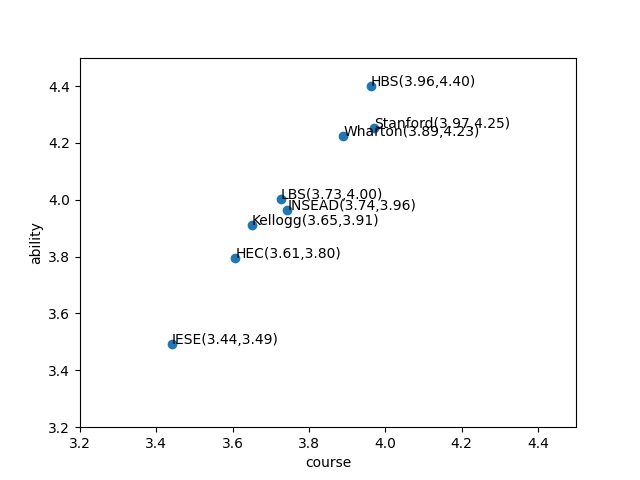 4.4
4.2
4.0
3.8
3.6
3.4
3.2
ability
HBS(3.96,4.40)
Stanford(3.97,4.25)
Wharton(3.89,4.23)
LBS(3.73,4.00)
INSEAD(3.74,3.96)
Kellogg(3.65,3.91)
HEC(3.61,3.80)
IESE(3.44,3.49)
3.2 3.4 3.6 3.8 4.0 4.2 4.4
course